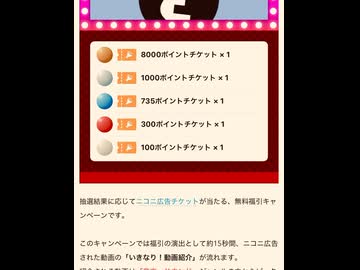 8000ポイントチケット × 1
1000ポイントチケット × 1
735ポイントチケット × 1
300ポイントチケット × 1
100ポイントチケット × 1
抽選結果に応じてニコニ広告チケットが当たる、無料福引キャ
ンペーンです。
このキャンペーンでは福引の演出として約15秒間、ニコニ広告
された動画の「いきなり！動画紹介」が流れます。